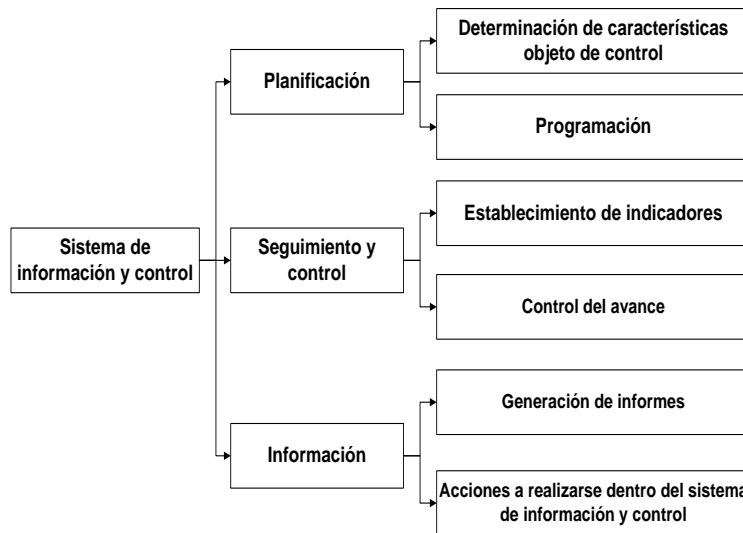 Determinación de características
objeto de control
Planificación
Programación
Establecimiento de indicadores
Sistema de
información y control
Seguimiento y
control
Control del avance
Generación de informes
Información
Acciones a realizarse dentro del sistema
de información y control